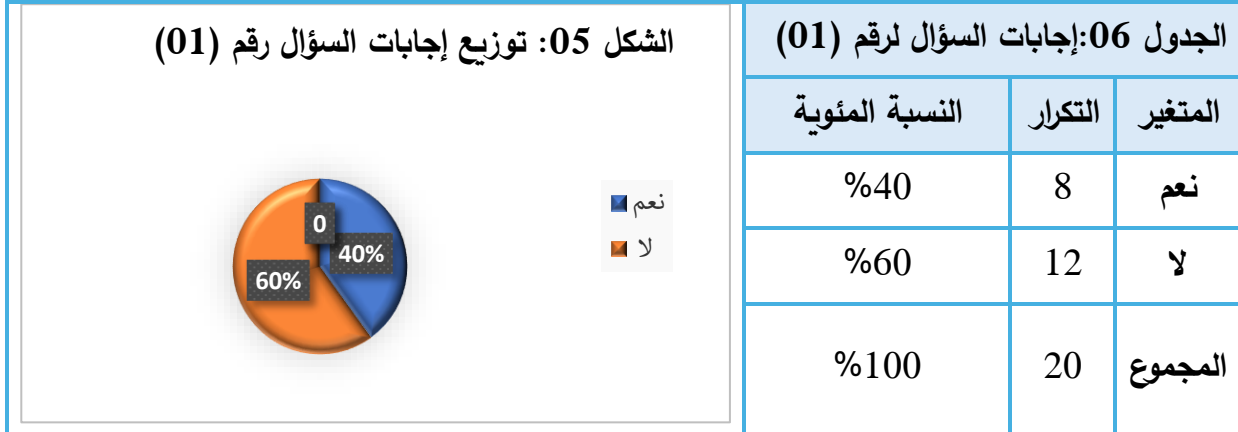 الجدول 06:إجابات السؤال لرقم (01)
المتغير التكرار النسبة المئوية
نعم 8 %40
لا 12 %60
المجموع 20 %100
الشكل 05: توزيع إجابات السؤال رقم (01)
نعم
لا
0
40%
60%